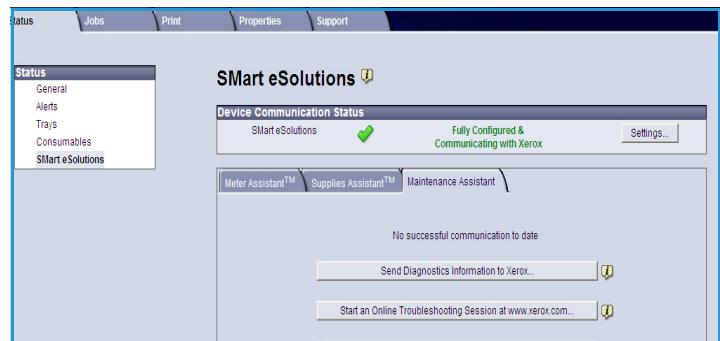 tatus Jobs Print Properties Support
Status
General
Alerts
Trays
Consumables
SMart eSolutions
SMart eSolutions
Device Communication Status
SMart eSolutions Fully Configured & Settings...
Communicating with Xerox
Meter Assistant™ Supplies Assistant™ Maintenance Assistant
No successful communication to date
Send Diagnostics Information to Xerox...
Start an Online Troubleshooting Session at www.xerox.com...